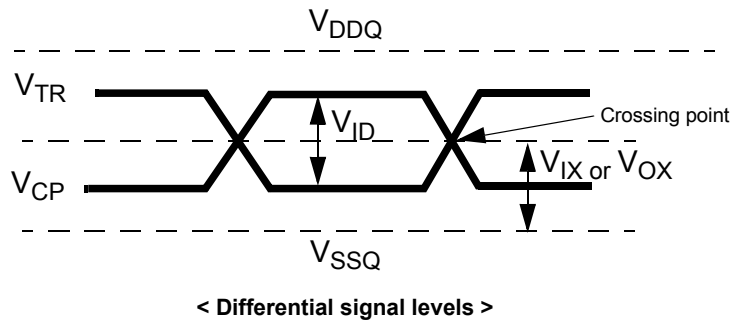 VDDQ
VTR
VID
Crossing point
VCP
VIX or VOX
VSSQ
< Differential signal levels >